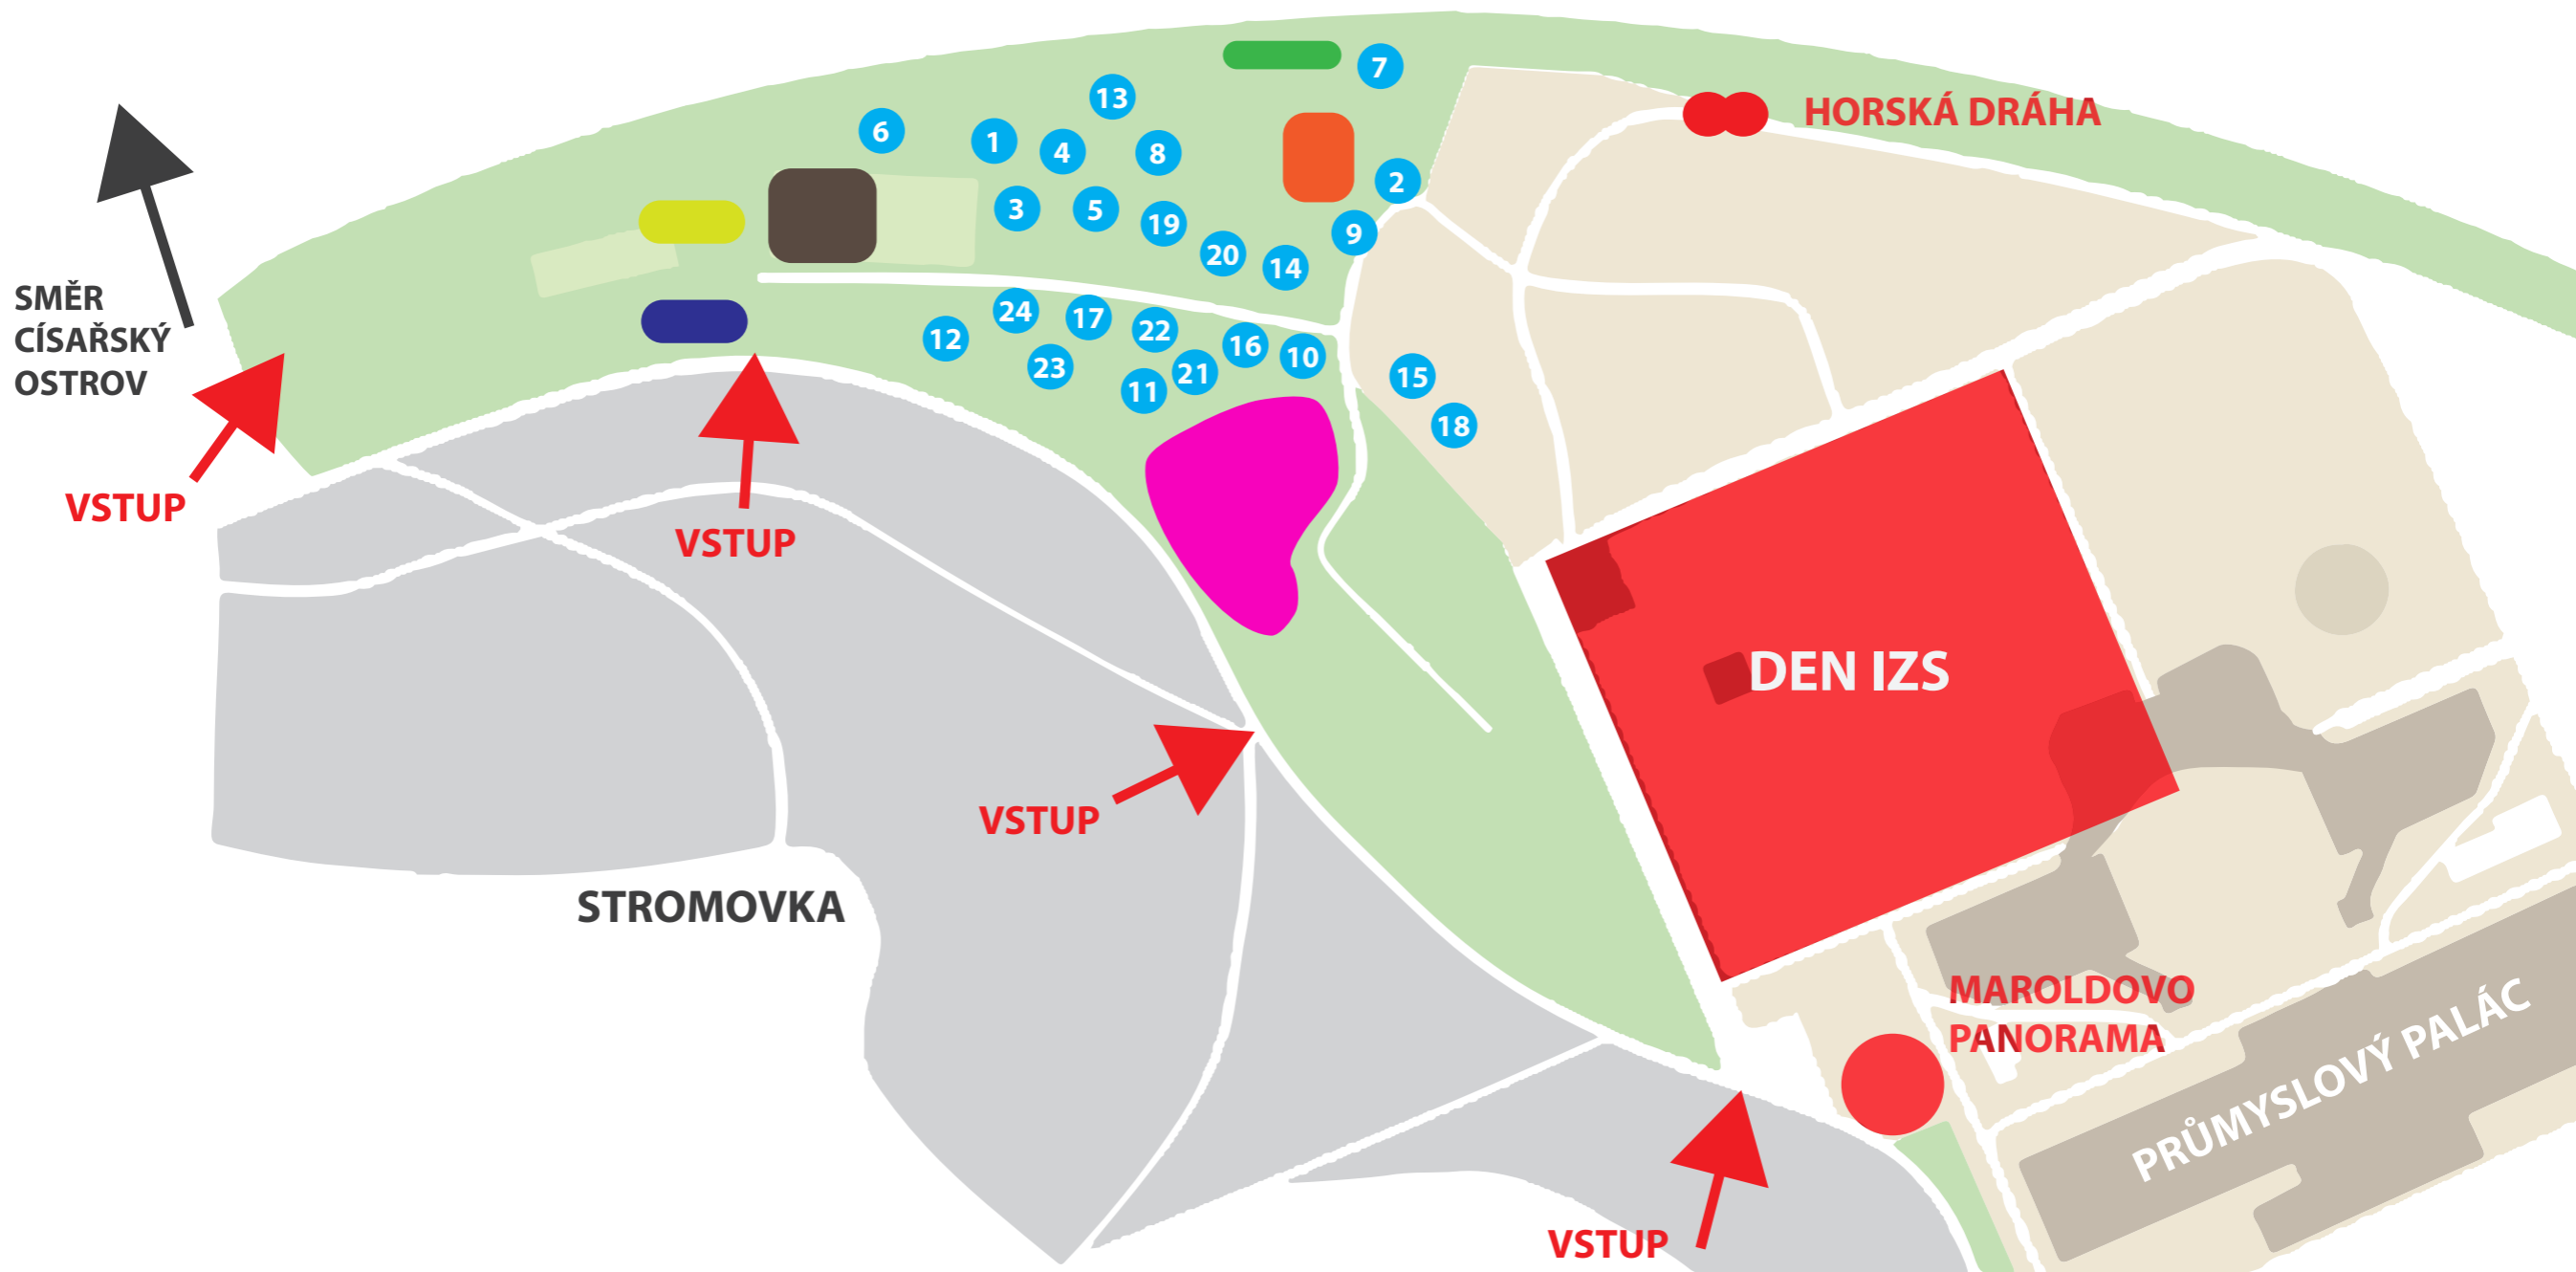 7
13
HORSKÁ DRÁHA
6
1
4
8
2
3
5
19
9
20
14
SMĚR
CÍSAŘSKÝ
OSTROV
24
17
22
12
16
10
23
21
11
15
18
VSTUP
VSTUP
DEN IZS
VSTUP
STROMOVKA
MAROLDOVO
PANORAMA
PRŮMYSLOVÝ PALÁC
VSTUP